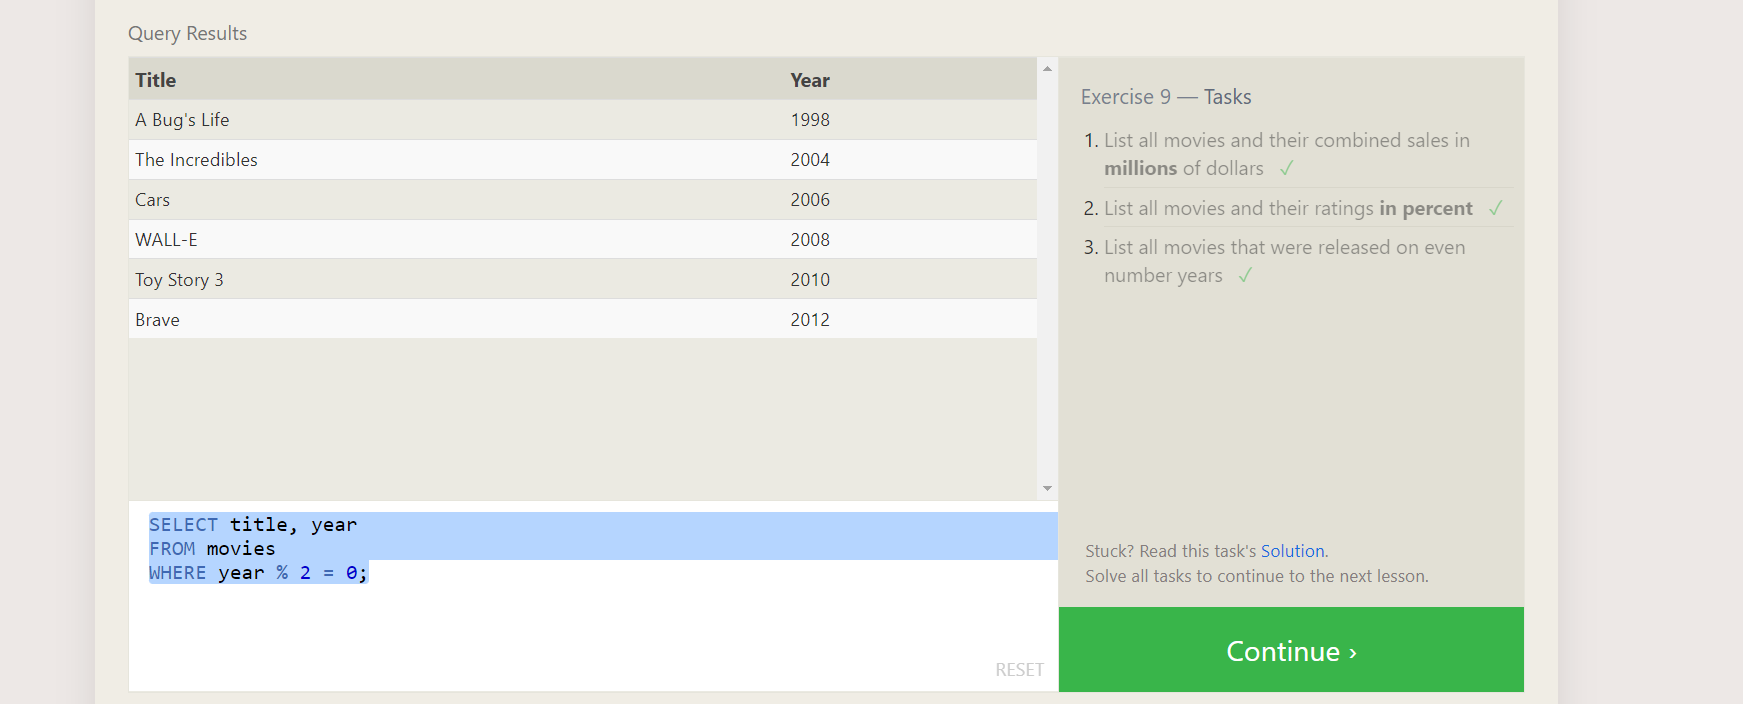 Query Results
Title Year
A Bug's Life 1998
The Incredibles 2004
Cars 2006
WALL-E 2008
Toy Story 3 2010
Brave 2012
SELECT title, year
FROM movies
WHERE year % 2 = 0;
RESET
Exercise 9 — Tasks
1. List all movies and their combined sales in
millions of dollars ✓
2. List all movies and their ratings in percent ✓
3. List all movies that were released on even
number years ✓
Stuck? Read this task's Solution.
Solve all tasks to continue to the next lesson.
Continue ›